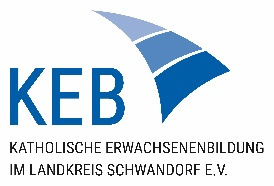 KEB
KATHOLISCHE ERWACHSENENBILDUNG
IM LANDKREIS SCHWANDORF E.V.